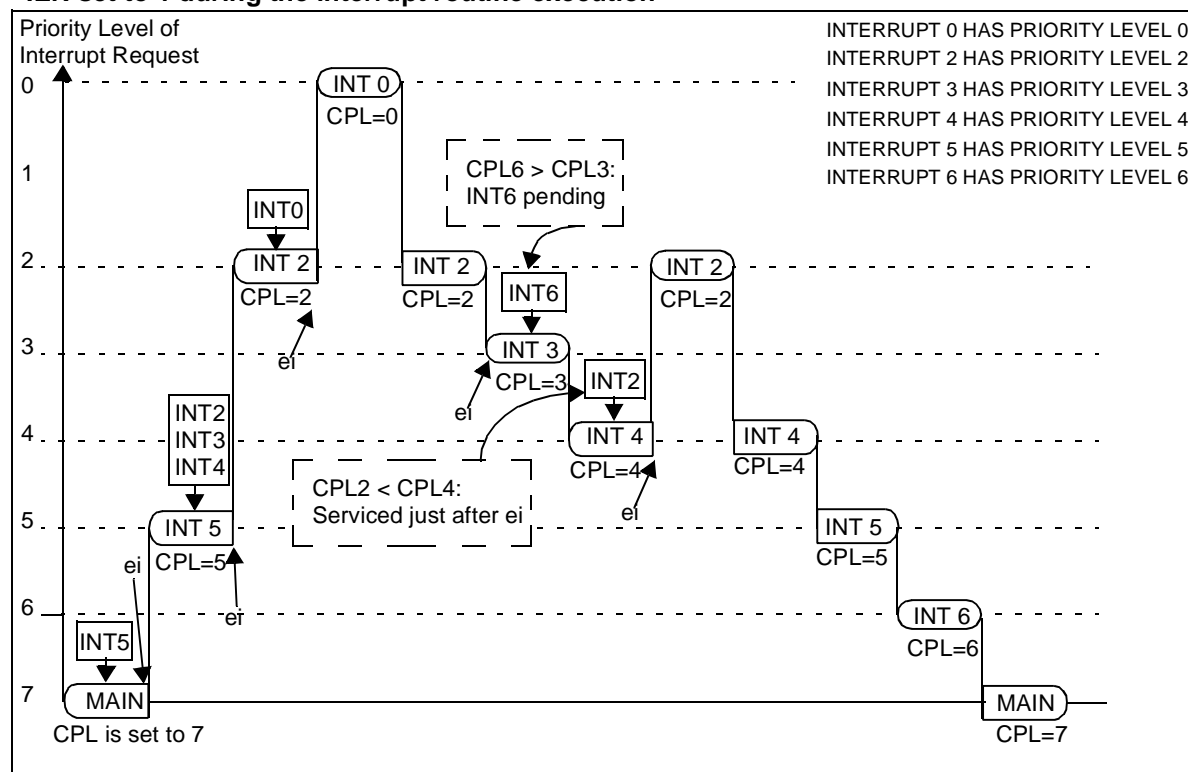 Priority Level of
Interrupt Request
INTERRUPT 0 HAS PRIORITY LEVEL 0
INTERRUPT 2 HAS PRIORITY LEVEL 2
INTERRUPT 3 HAS PRIORITY LEVEL 3
INTERRUPT 4 HAS PRIORITY LEVEL 4
INTERRUPT 5 HAS PRIORITY LEVEL 5
INTERRUPT 6 HAS PRIORITY LEVEL 6
0
INT 0
CPL=0
1
CPL6 > CPL3:
INT6 pending
INT0
2
INT 2
CPL=2
ei
INT 2
CPL=2
INT6
INT 2
CPL=2
3
INT 3
CPL=3
ei
INT2
INT2
INT3
INT4
4
INT 4
CPL=4
ei
INT 4
CPL=4
CPL2 < CPL4:
Serviced just after ei
5
INT 5
CPL=5
ei
ei
INT 5
CPL=5
6
INT5
INT 6
CPL=6
7
MAIN
CPL is set to 7
MAIN
CPL=7